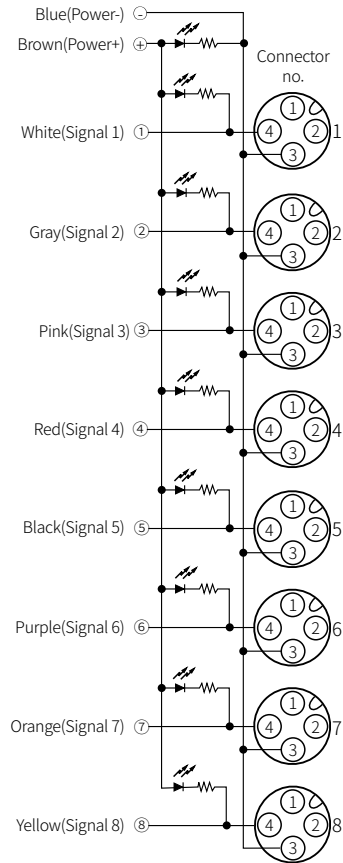 Blue(Power-) -
Brown(Power+) +
Connector
no.
1
White(Signal 1) ① 4 2 1
3
1
Gray(Signal 2) ② 4 2 2
3
1
Pink(Signal 3) ③ 4 2 3
3
1
Red(Signal 4) ④ 4 2 4
3
1
Black(Signal 5) ⑤ 4 2 5
3
1
Purple(Signal 6) ⑥ 4 2 6
3
1
Orange(Signal 7) ⑦ 4 2 7
3
1
Yellow(Signal 8) ⑧ 4 2 8
3